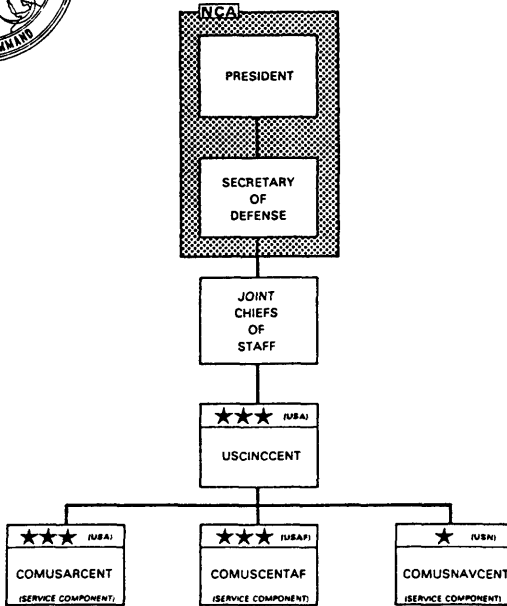 MMAND
NCA
PRESIDENT
SECRETARY
OF
DEFENSE
JOINT
CHIEFS
OF
STAFF
(USA)
USCINCCENT
(USA) (USAF) (USN)
COMUSARCENT COMUSCENTAF COMUSNAVCENT
(SERVICE COMPONENT) (SERVICE COMPONENT) (SERVICE COMPONENT)